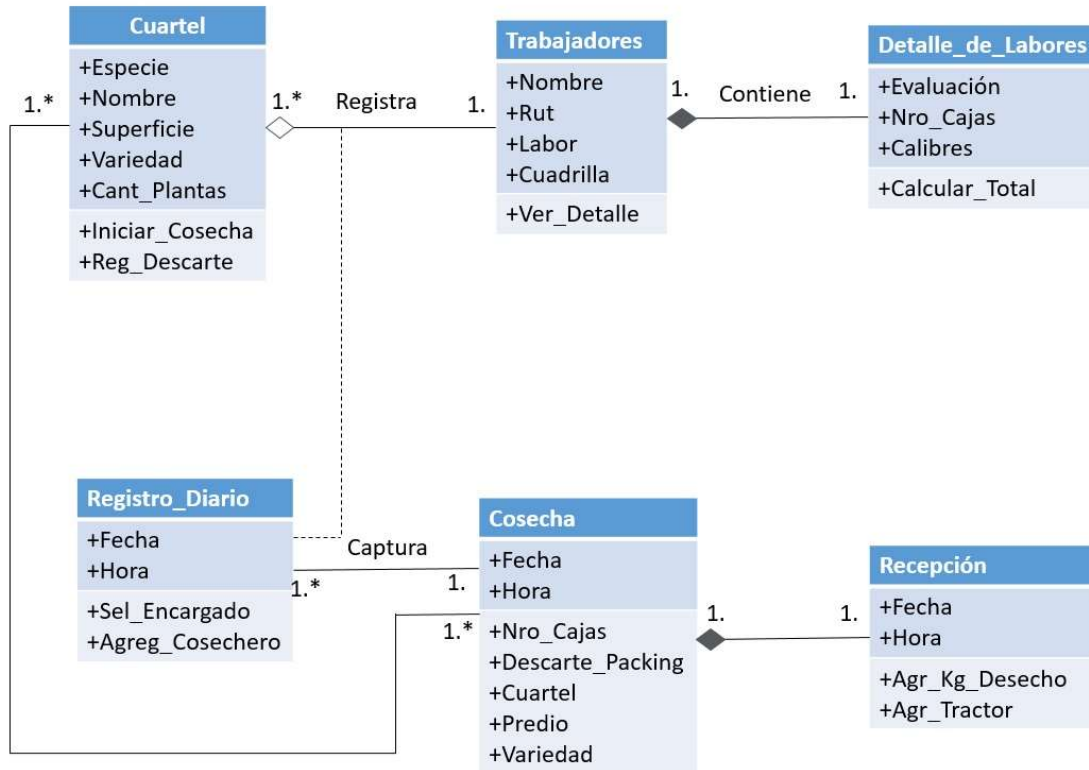 Cuartel
+Especie
+Nombre
+Superficie
+Variedad
+Cant_Plantas
+Iniciar_Cosecha
+Reg_Descarte
1.*
1.*
Registra
1.
Trabajadores
+Nombre
+Rut
+Labor
+Cuadrilla
+Ver_Detalle
1.
Contiene
1.
Detalle_de_Labores
+Evaluación
+Nro_Cajas
+Calibres
+Calcular_Total
Registro_Diario
+Fecha
+Hora
+Sel_Encargado
+Agreg_Cosechero
Captura
1.*
1.
1.*
Cosecha
+Fecha
+Hora
+Nro_Cajas
+Descarte_Packing
+Cuartel
+Predio
+Variedad
1.
1.
Recepción
+Fecha
+Hora
+Agr_Kg_Desecho
+Agr_Tractor